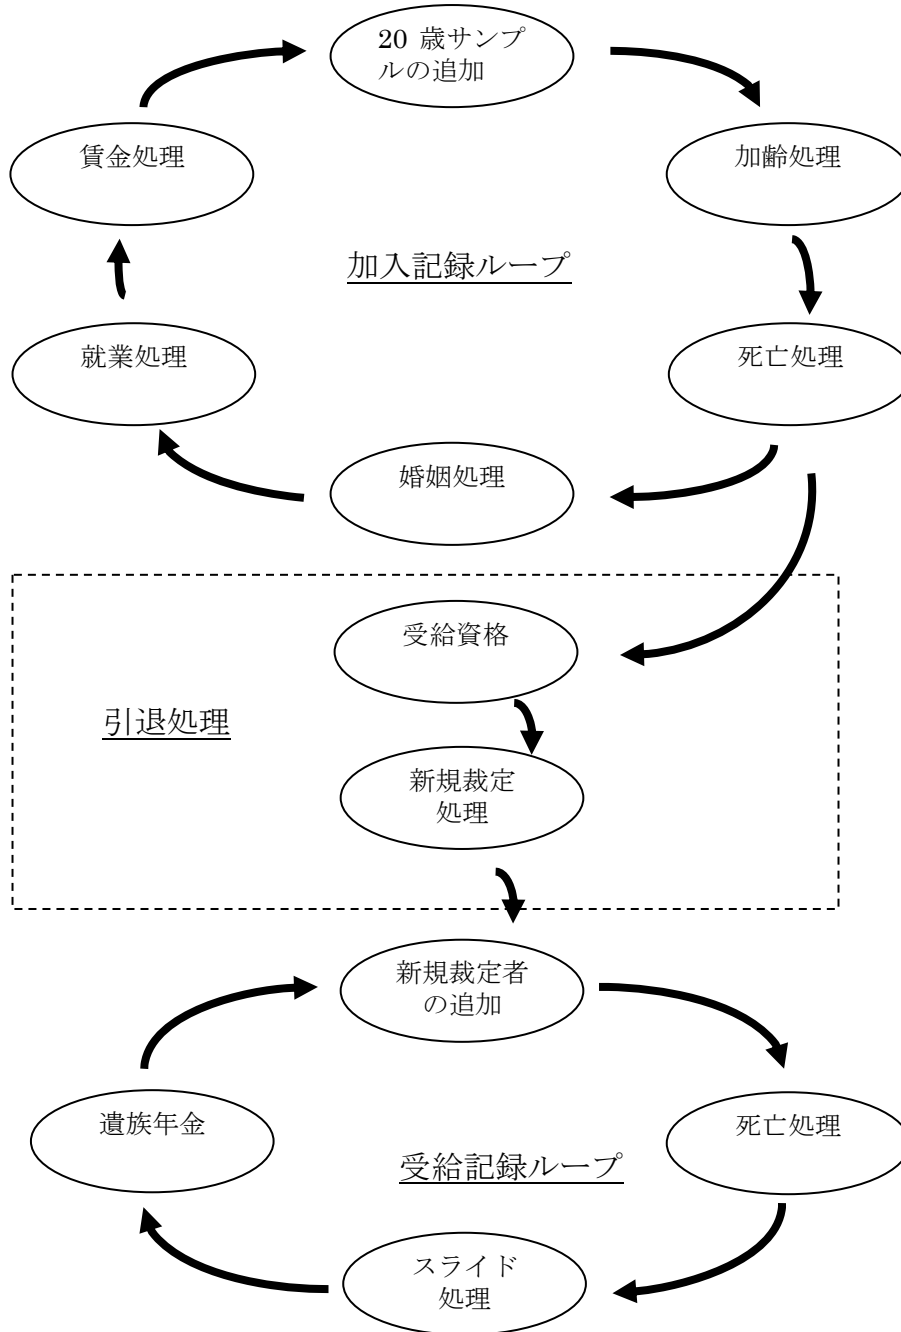 20 歳サンプ
ルの追加
賃金処理
加齢処理
加入記録ループ
就業処理
死亡処理
婚姻処理
受給資格
引退処理
新規裁定
処理
新規裁定者
の追加
遺族年金
死亡処理
受給記録ループ
スライド
処理